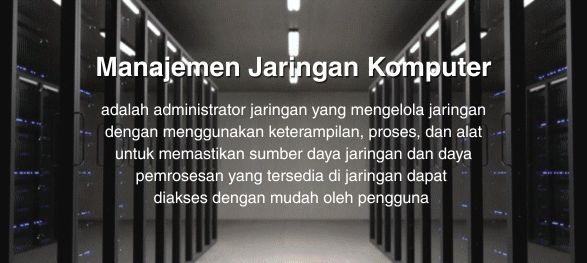 Manajemen Jaringan Komputer
adalah administrator jaringan yang mengelola jaringan
dengan menggunakan keterampilan, proses, dan alat
untuk memastikan sumber daya jaringan dan daya
pemrosesan yang tersedia di jaringan dapat
diakses dengan mudah oleh pengguna